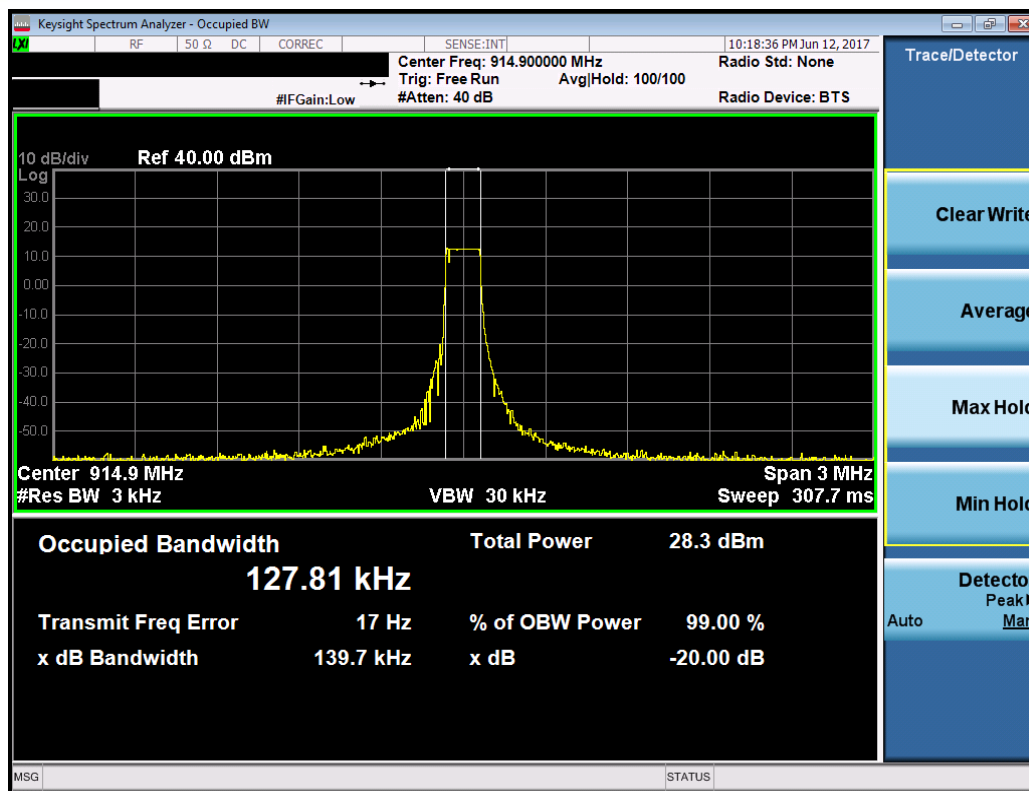 Keysight Spectrum Analyzer - Occupied BW
LXI RF 50 Ω DC CORREC SENSE:INT 10:18:36 PM Jun 12, 2017
Center Freq: 914.900000 MHz Radio Std: None
Trig: Free Run Avg|Hold: 100/100
#IFGain:Low #Atten: 40 dB Radio Device: BTS
10 dB/div Ref 40.00 dBm
Log
30.0
20.0
10.0
0.00
-10.0
-20.0
-30.0
-40.0
-50.0
Center 914.9 MHz Span 3 MHz
#Res BW 3 kHz VBW 30 kHz Sweep 307.7 ms
Occupied Bandwidth Total Power 28.3 dBm
127.81 kHz
Transmit Freq Error 17 Hz % of OBW Power 99.00 %
x dB Bandwidth 139.7 kHz x dB -20.00 dB
MSG STATUS
Trace/Detector
Clear Write
Average
Max Hold
Min Hold
Detector
Peak
Auto Man